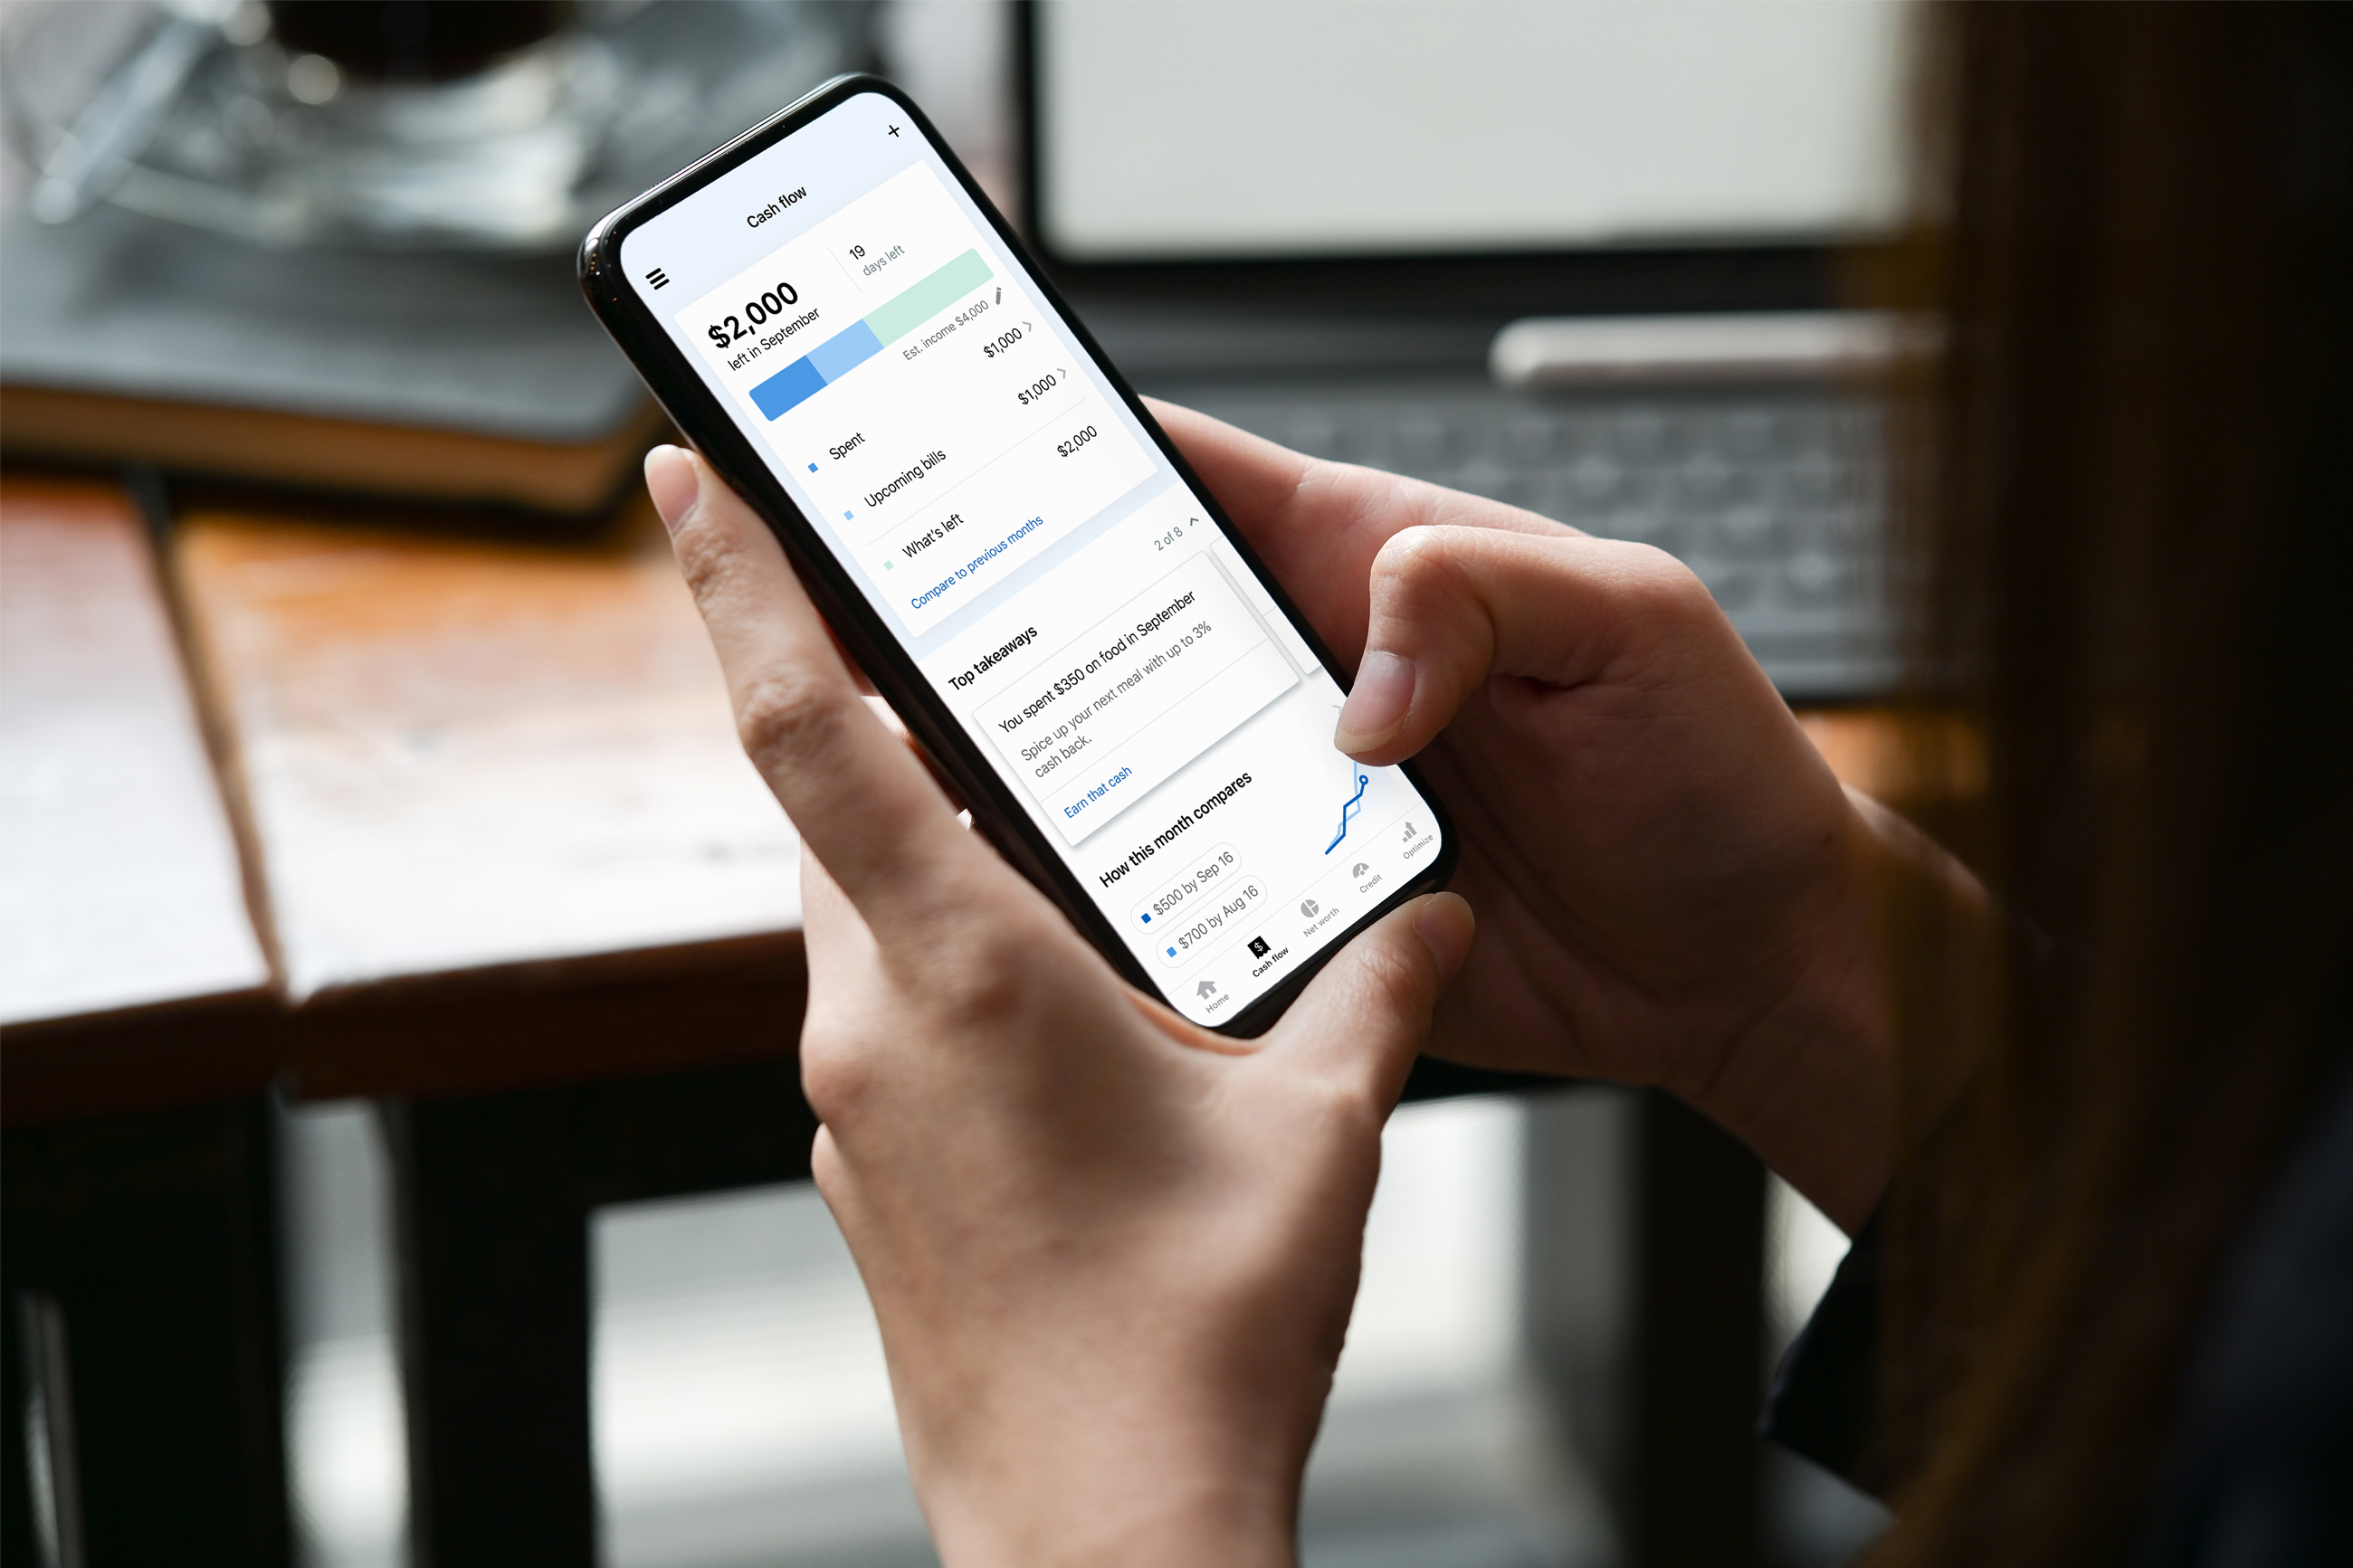 +
Cash flow
$2,000
left in September
19
days left
Est. income $4,000
Spent $1,000
Upcoming bills $1,000
What's left $2,000
Compare to previous months
Top takeaways 2 of 8
You spent $350 on food in September
Spice up your next meal with up to 3%
cash back.
Earn that cash
How this month compares
$500 by Sep 16
$700 by Aug 16
Home Cash flow Net worth Credit Optimize